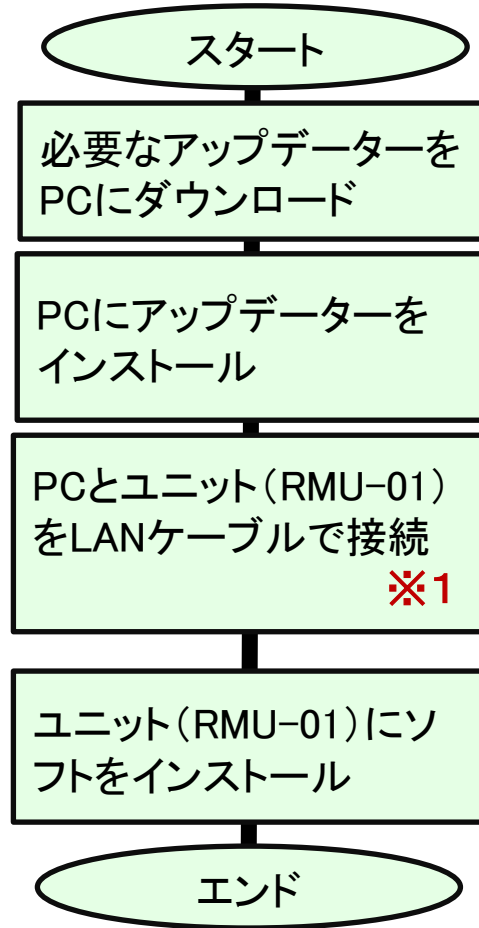 スタート
必要なアップデーターを
PCにダウンロード
PCにアップデーターを
インストール
PCとユニット（RMU-01）
をLANケーブルで接続
※1
ユニット（RMU-01）にソ
フトをインストール
エンド